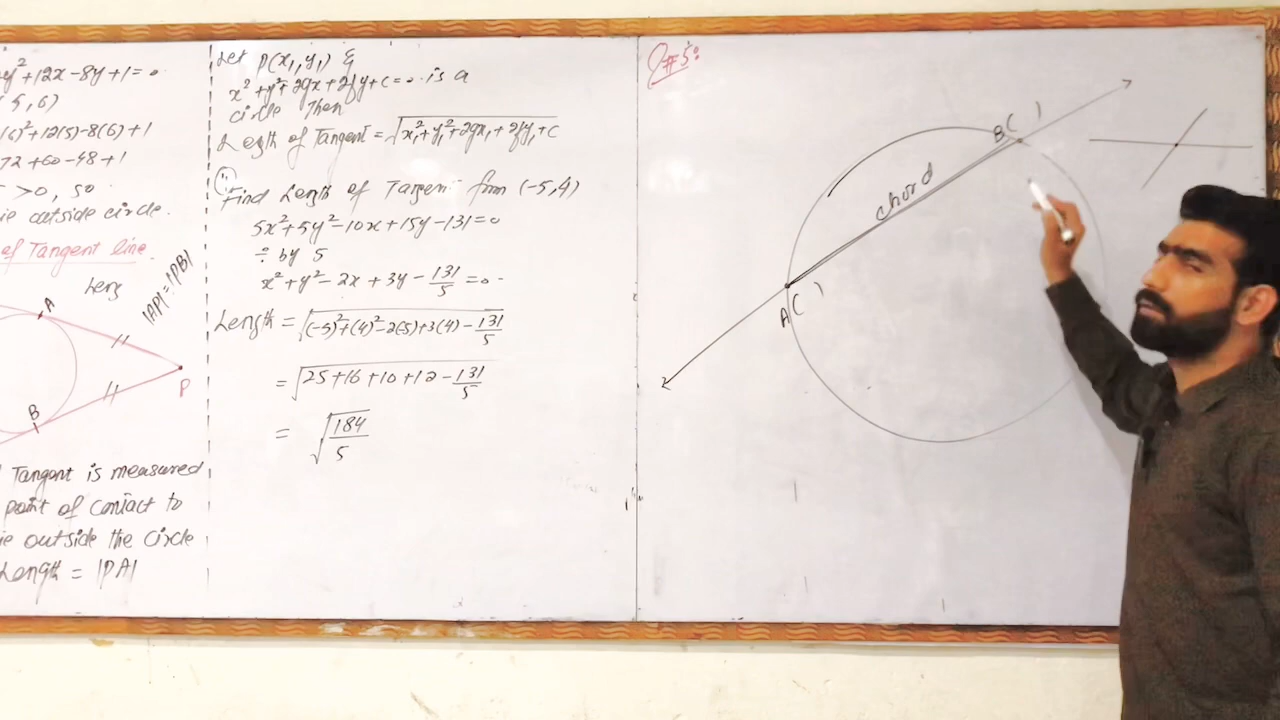 y²+12x-8y+1=0
5,6)
(6)²+12(5)-8(6)+1
72+60-48+1
>0, so
ie outside circle.
of Tangent line.
Leng
|AP|=|PB|
A
P
B
Tangent is measured
point of contact to
ie outside the circle
Length = |PA|
Let P(x₁,y₁) &
x²+y²+2gx+2fy+c=0 is a
circle Then
Length of Tangent = √x₁²+y₁²+2gx₁+2fy₁+c
Find Length of Tangent from (-5,4)
5x²+5y²-10x+15y-131=0
÷ by 5
x²+y²-2x+3y-131/5=0
Length = √(-5)²+(4)²-2(-5)+3(4)-131/5
= √25+16+10+12-131/5
= √184/5
Q#5:
B( )
chord
A( )